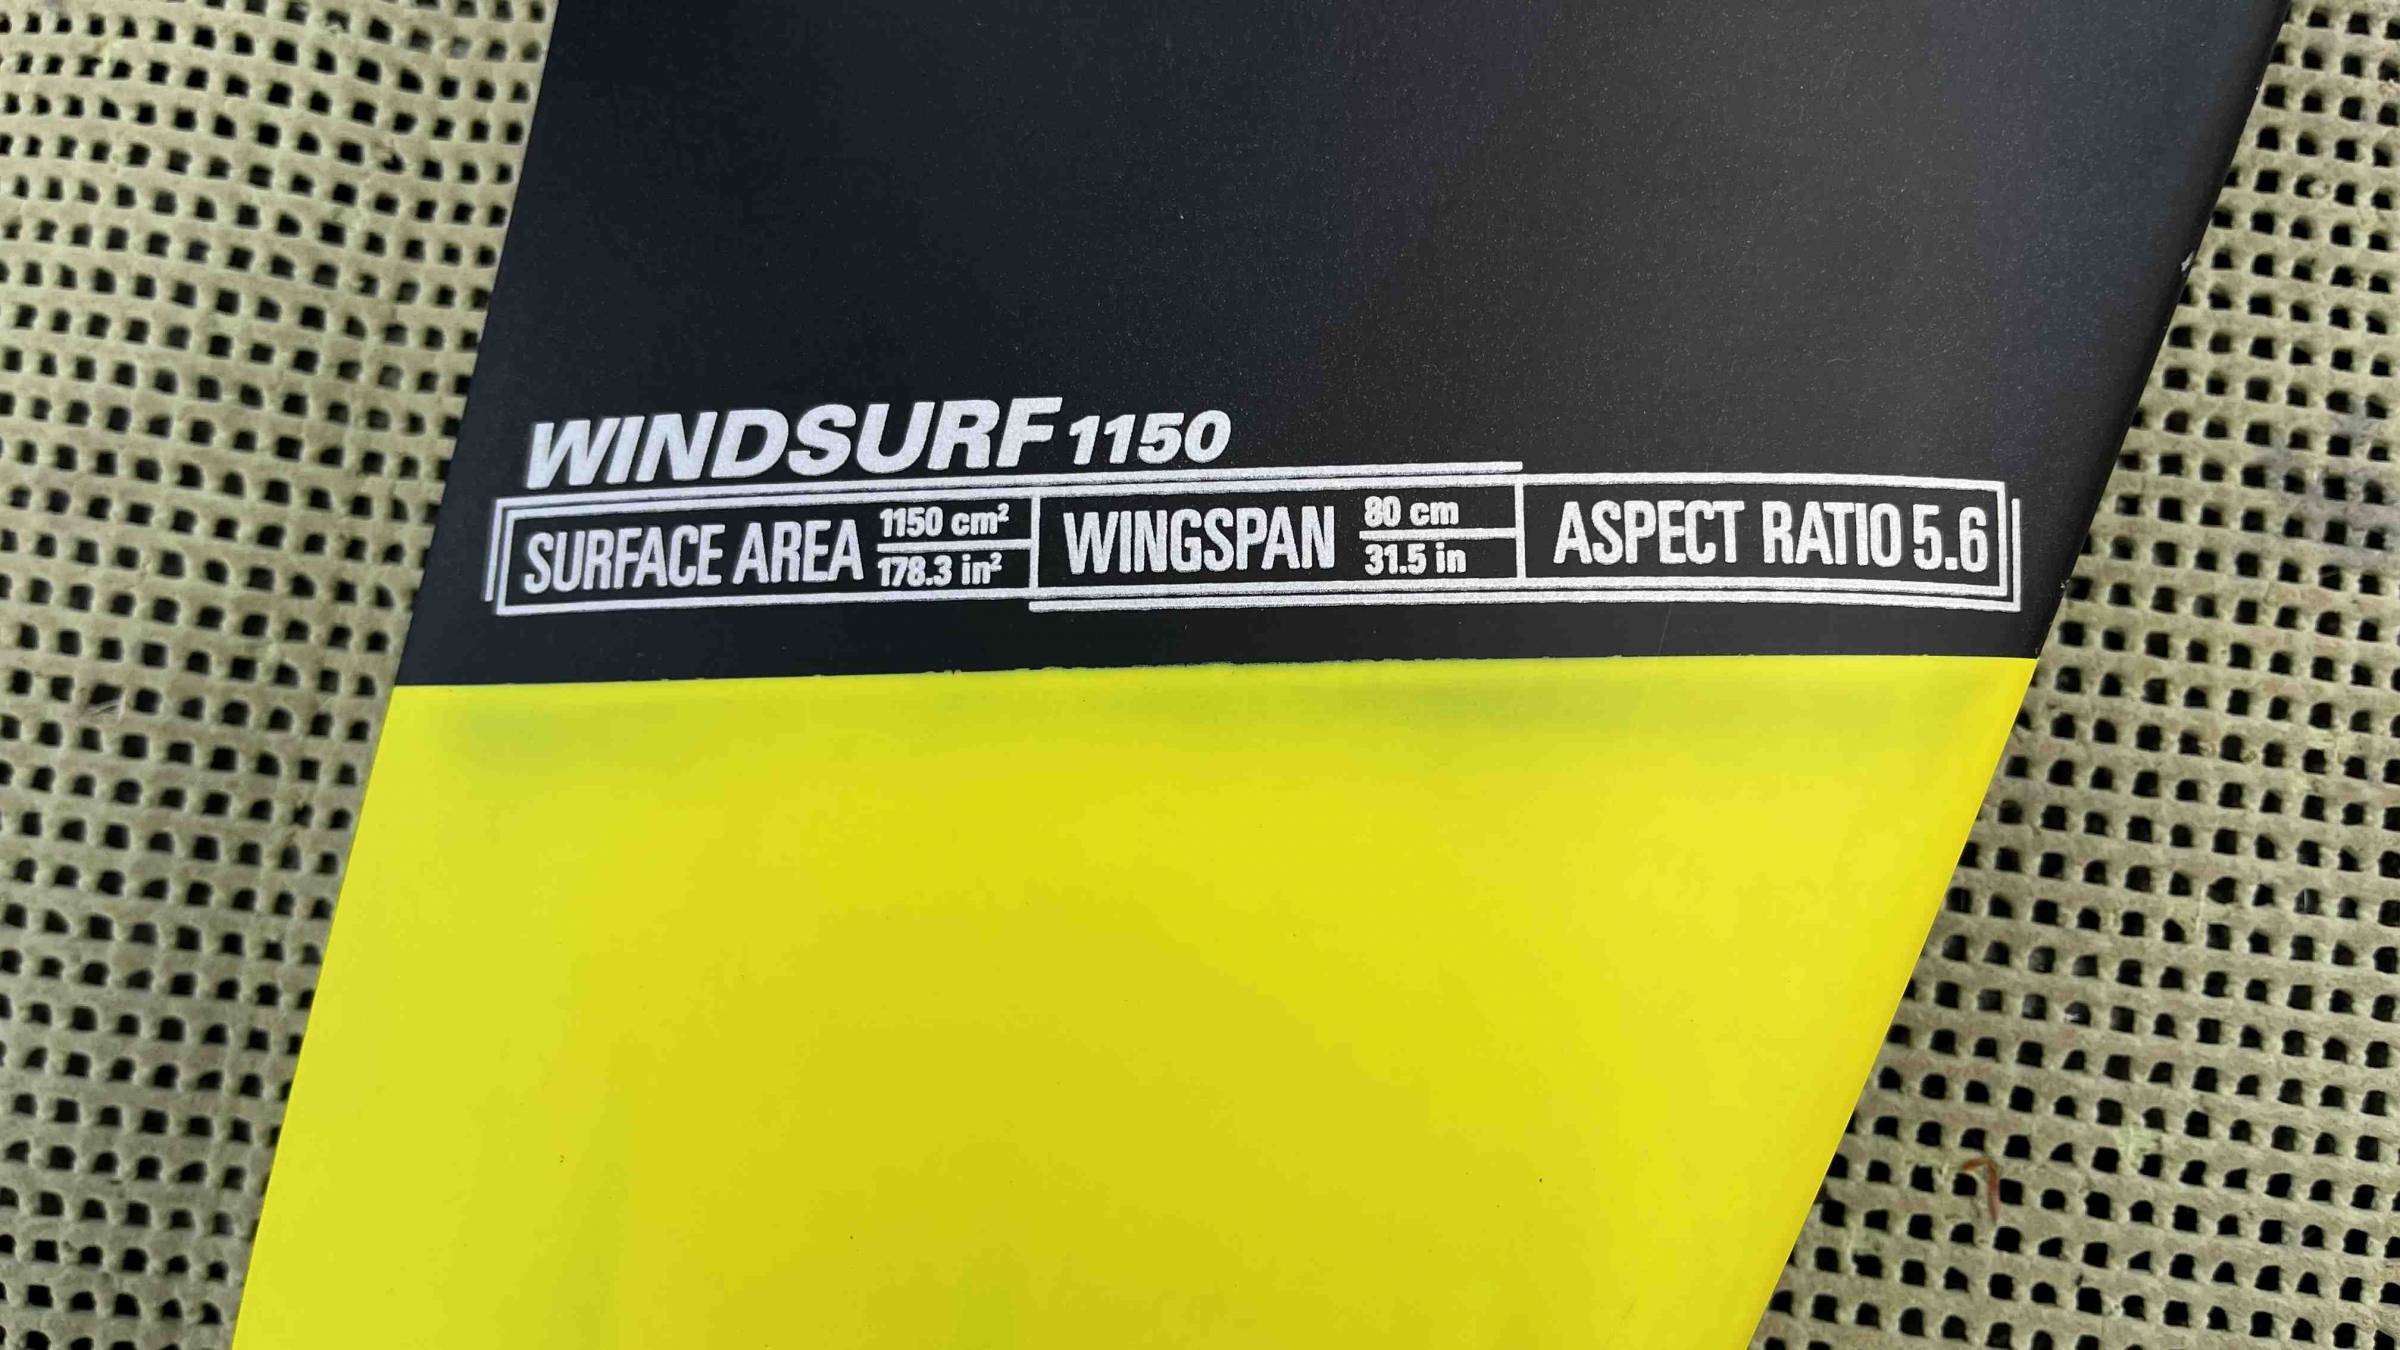 WINDSURF 1150
SURFACE AREA 1150 cm² 178.3 in² WINGSPAN 80 cm 31.5 in ASPECT RATIO 5.6